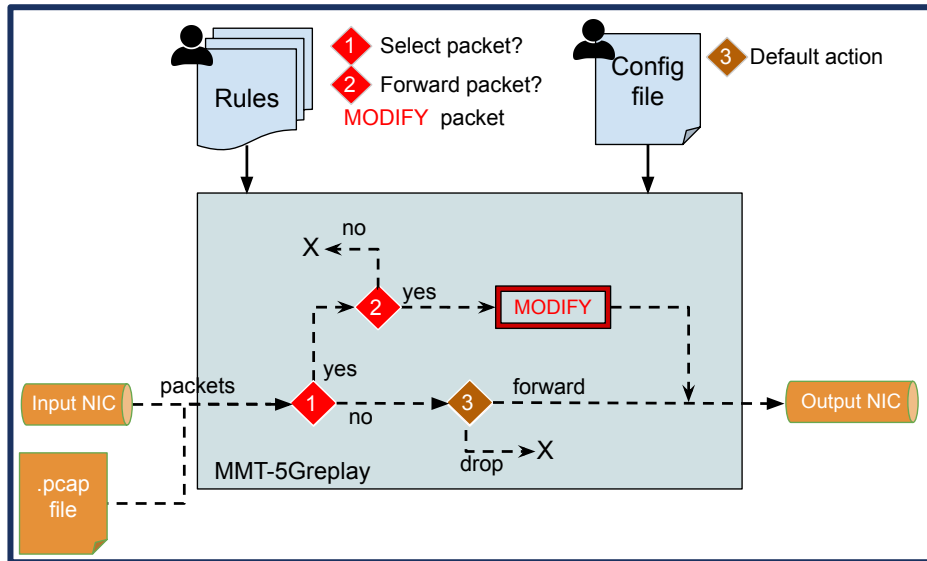 Rules
1 Select packet?
2 Forward packet?
MODIFY packet
Config
file
3 Default action
X no
2 yes
MODIFY
yes
Input NIC
packets
1
no
3
forward
Output NIC
drop X
MMT-5Greplay
.pcap
file